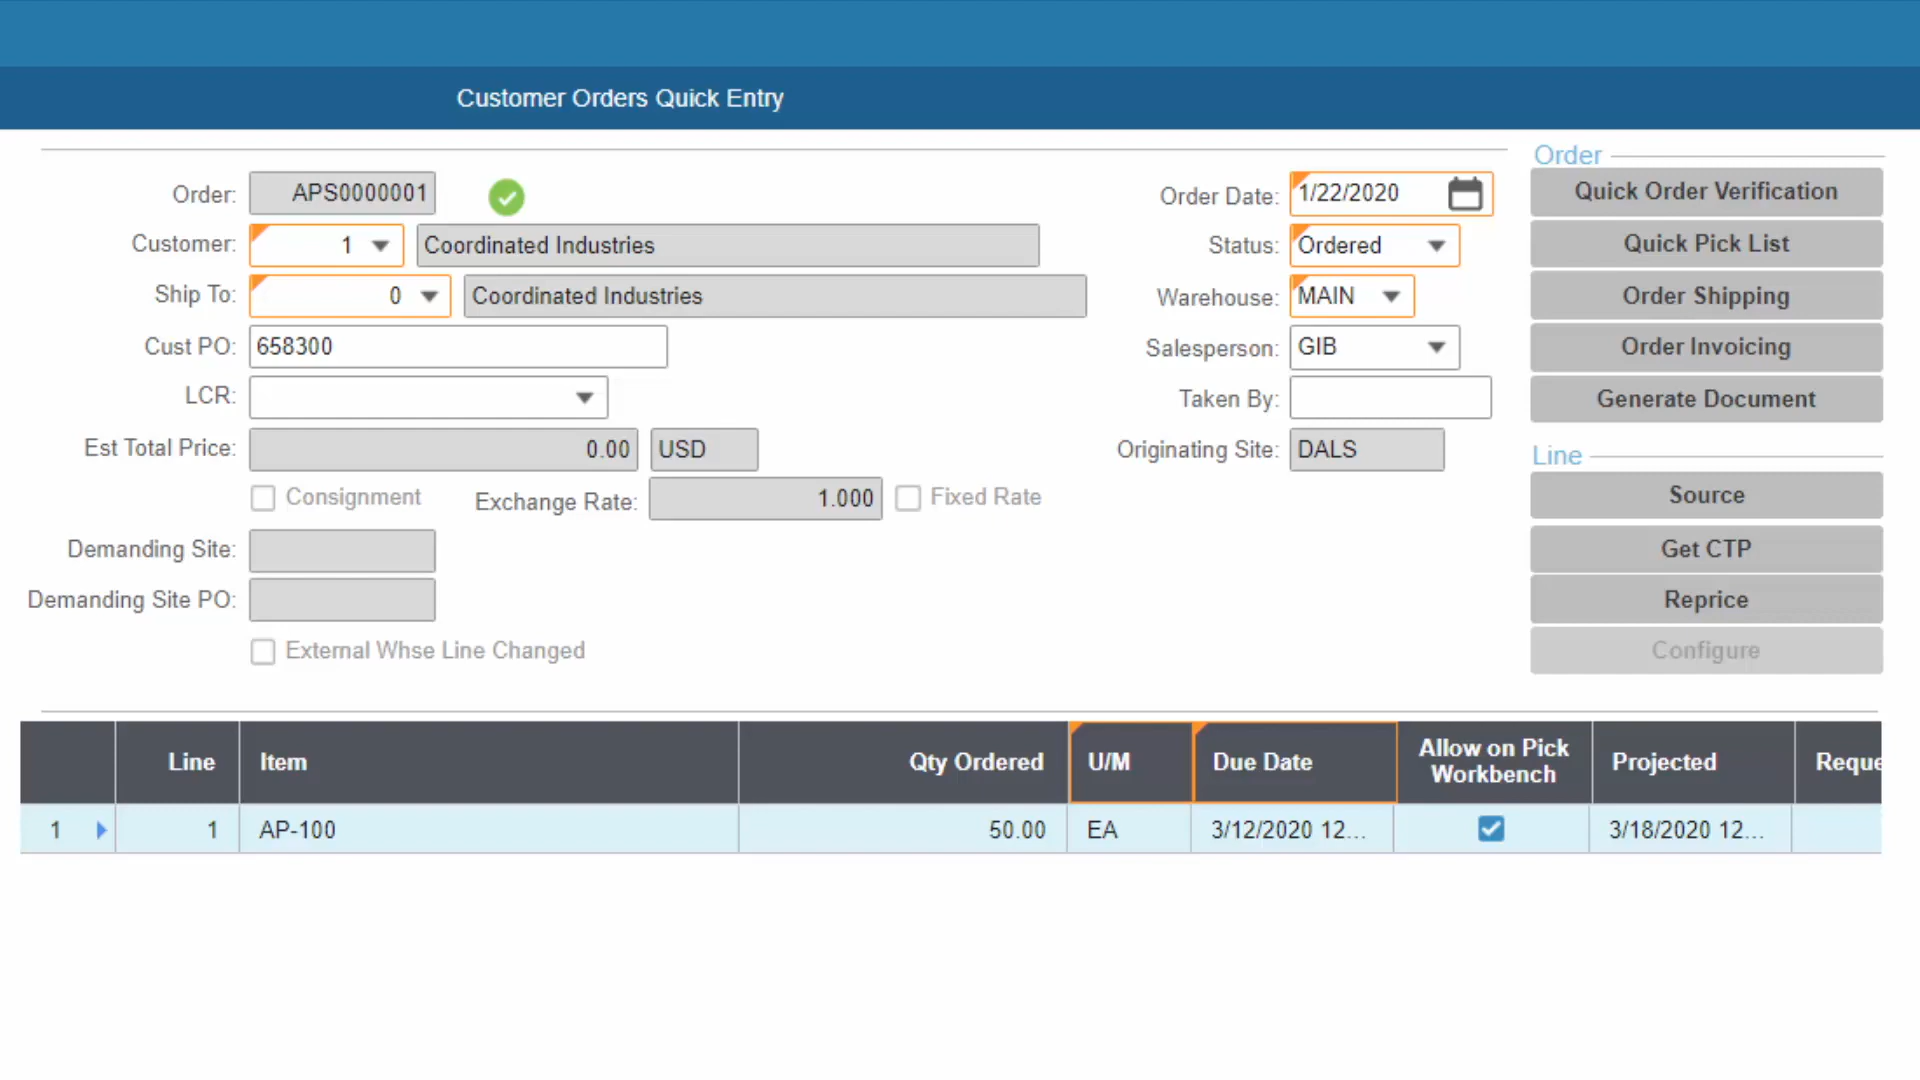 Customer Orders Quick Entry
Order: APS0000001
Customer: 1 Coordinated Industries
Ship To: 0 Coordinated Industries
Cust PO: 658300
LCR:
Est Total Price: 0.00 USD
Consignment Exchange Rate: 1.000 Fixed Rate
Demanding Site:
Demanding Site PO:
External Whse Line Changed
Order Date: 1/22/2020
Status: Ordered
Warehouse: MAIN
Salesperson: GIB
Taken By:
Originating Site: DALS
Order
Quick Order Verification
Quick Pick List
Order Shipping
Order Invoicing
Generate Document
Line
Source
Get CTP
Reprice
Configure
Line Item Qty Ordered U/M Due Date Allow on Pick Workbench Projected Reque
1 1 AP-100 50.00 EA 3/12/2020 12... 3/18/2020 12...